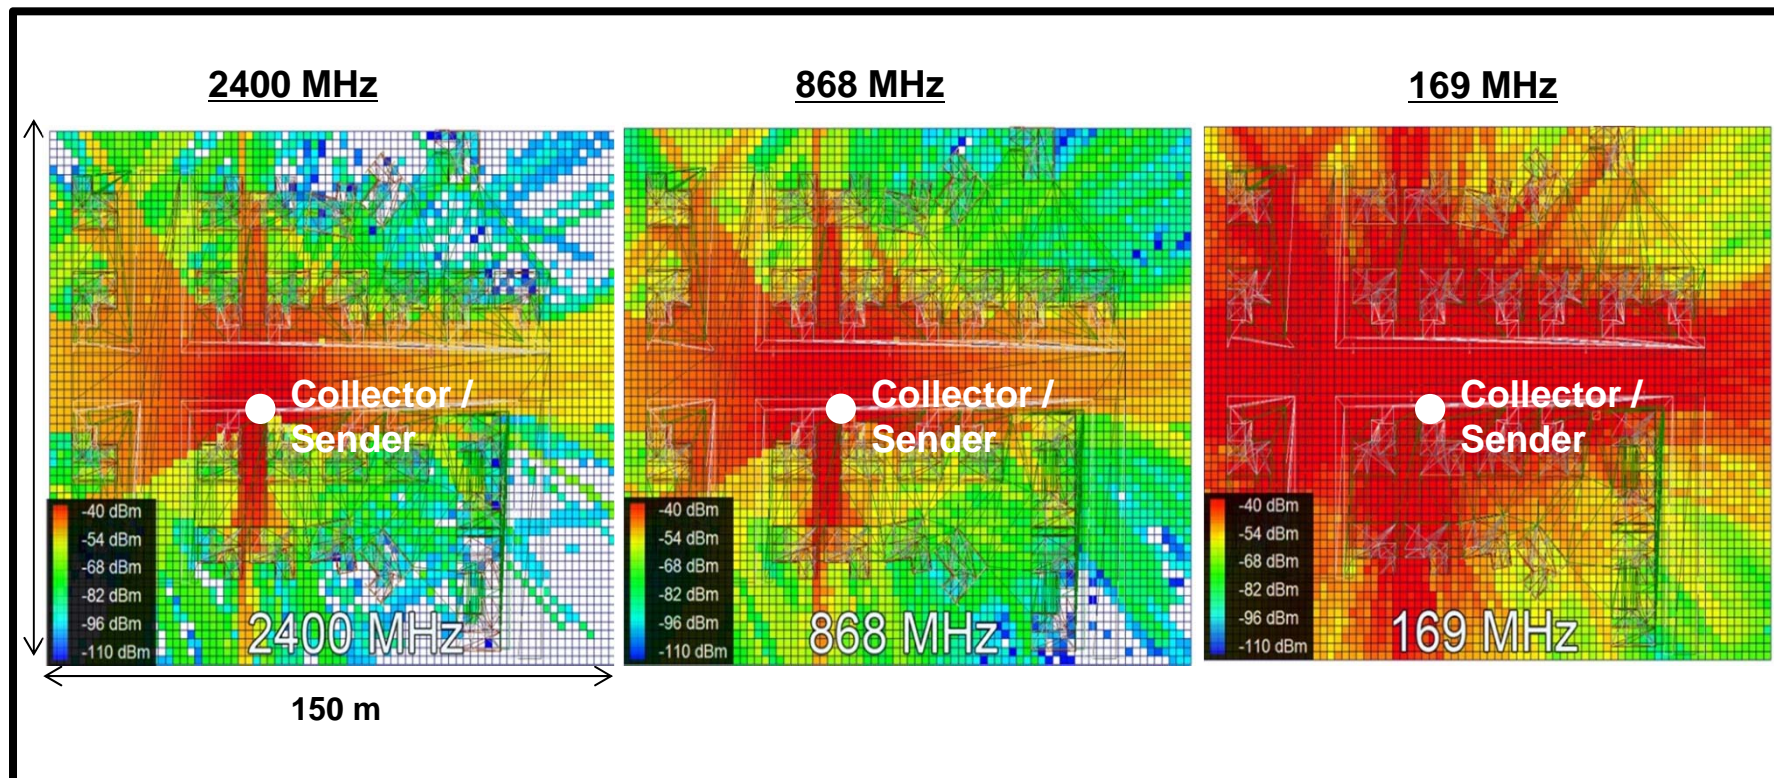 2400 MHz
868 MHz
169 MHz
Collector /
Sender
Collector /
Sender
Collector /
Sender
-40 dBm
-54 dBm
-68 dBm
-82 dBm
-96 dBm
-110 dBm
2400 MHz
-40 dBm
-54 dBm
-68 dBm
-82 dBm
-96 dBm
-110 dBm
868 MHz
-40 dBm
-54 dBm
-68 dBm
-82 dBm
-96 dBm
-110 dBm
169 MHz
150 m